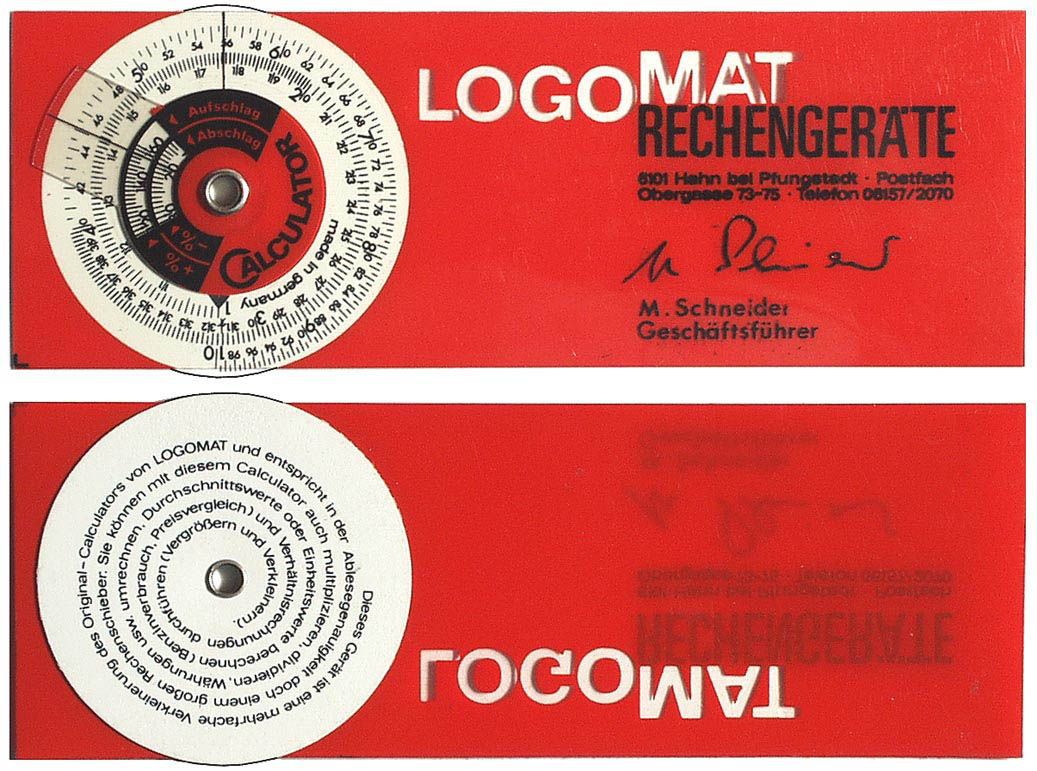 LOGOMAT
RECHENGERÄTE
6101 Hahn bei Pfungstadt · Postfach
Obergasse 73-75 · Telefon 06157/2070
M. Schneider
Geschäftsführer
Aufschlag
Abschlag
CALCULATOR
% -
% +
made in germany
Dieses Gerät ist eine mehrfache Verkleinerung des Original-Calculators von LOGOMAT und entspricht in der Ablesegenauigkeit doch einem großen Rechenschieber. Sie können mit diesem Calculator auch multiplizieren, dividieren, Währungen usw. umrechnen, Durchschnittswerte oder Einheitswerte berechnen (Benzinverbrauch, Preisvergleich) und Verhältnisrechnungen durchführen (Vergrößern und Verkleinern).
LOGOMAT